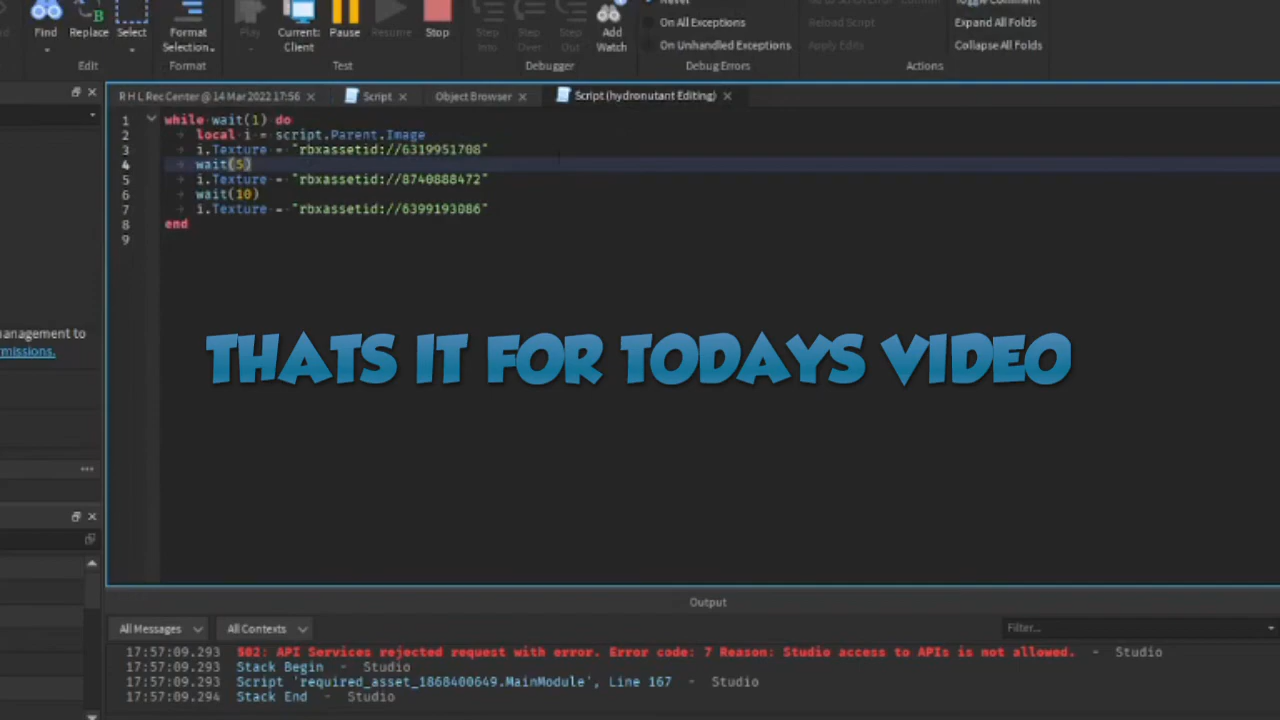 Find
Replace
Select
Format
Selection
Play
Current:
Client
Pause
Resume
Stop
Step
Into
Step
Over
Step
Out
Add
Watch
On All Exceptions
On Unhandled Exceptions
Reload Script
Apply Edits
Expand All Folds
Collapse All Folds
Edit
Format
Test
Debugger
Debug Errors
Actions
R H L Rec Center @ 14 Mar 2022 17:56
Script
Object Browser
Script (hydronutant Editing)
1 while wait(1) do
2 local i = script.Parent.Image
3 i.Texture = "rbxassetid://6319951708"
4 wait(5)
5 i.Texture = "rbxassetid://8740888472"
6 wait(10)
7 i.Texture = "rbxassetid://6399193086"
8 end
9
anagement to
missions.
THATS IT FOR TODAYS VIDEO
Output
All Messages
All Contexts
Filter...
17:57:09.293 502: API Services rejected request with error. Error code: 7 Reason: Studio access to APIs is not allowed. - Studio
17:57:09.293 Stack Begin - Studio
17:57:09.293 Script 'required_asset_1868400649.MainModule', Line 167 - Studio
17:57:09.294 Stack End - Studio